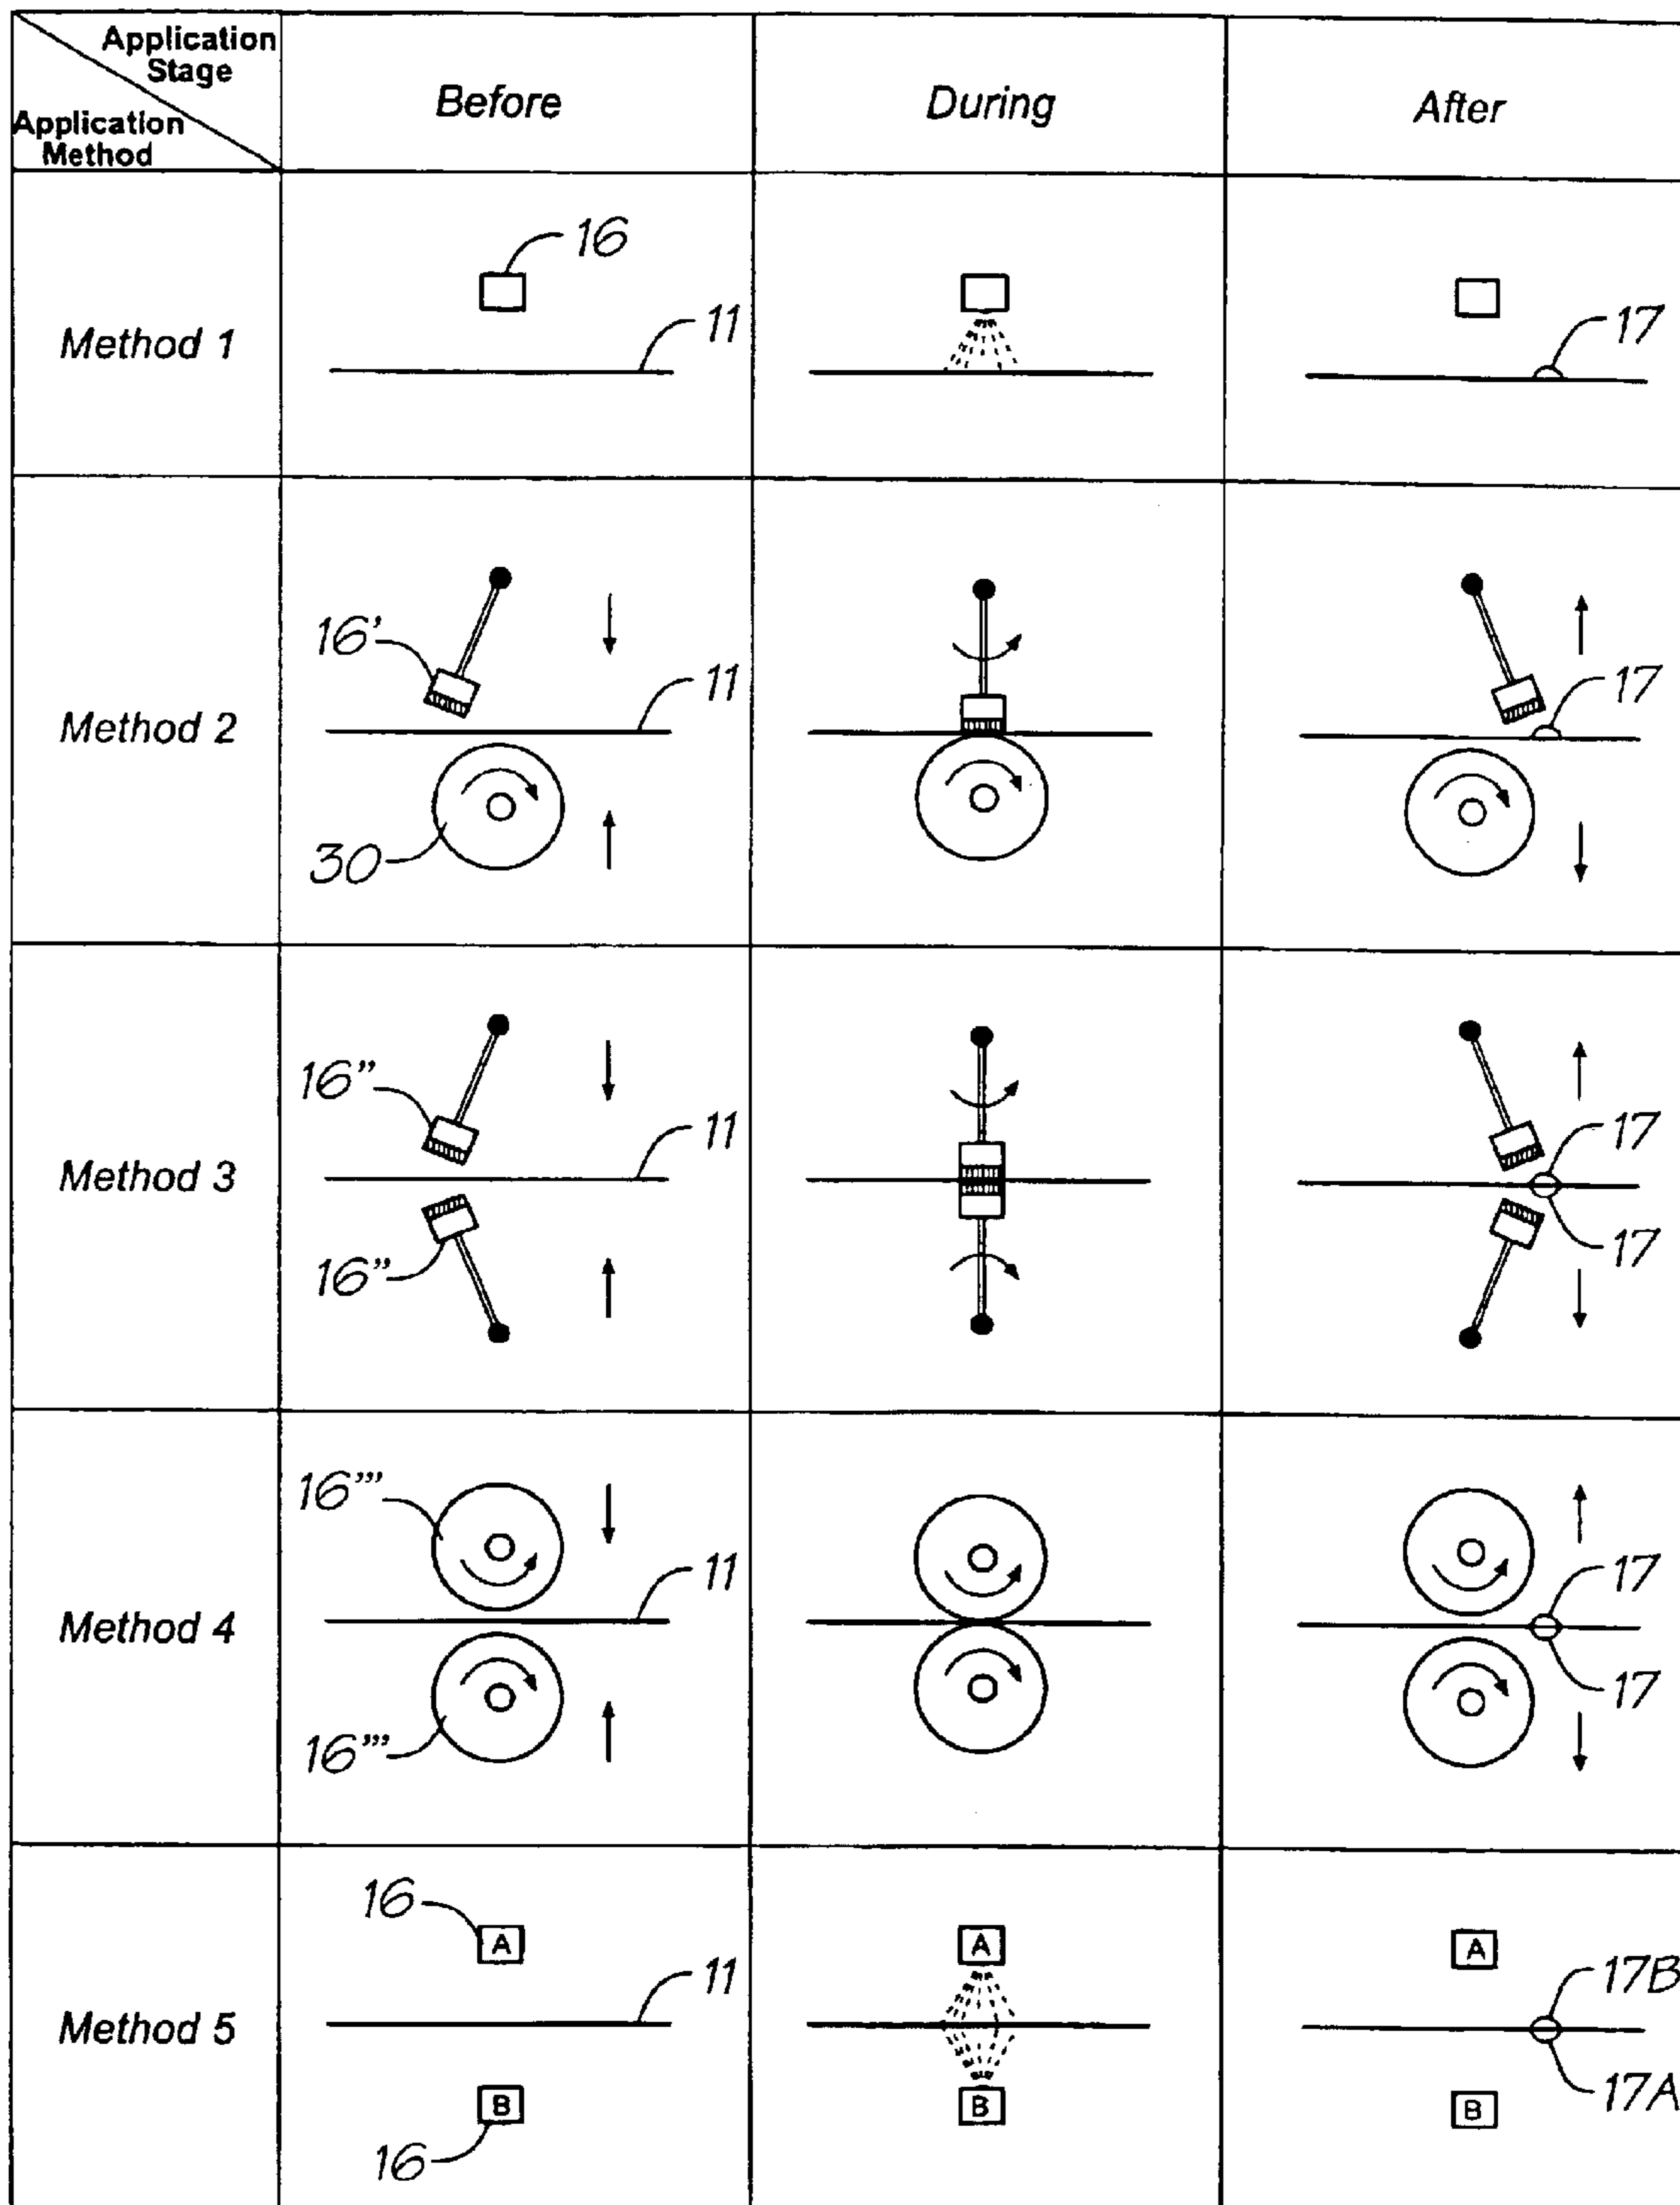 Application
Stage
Application
Method
Before
During
After
Method 1
16
11
17
Method 2
16'
11
30
17
Method 3
16"
11
16"
17
17
Method 4
16'''
11
16'''
17
17
Method 5
16
A
11
B
16
A
B
A
17B
17A
B